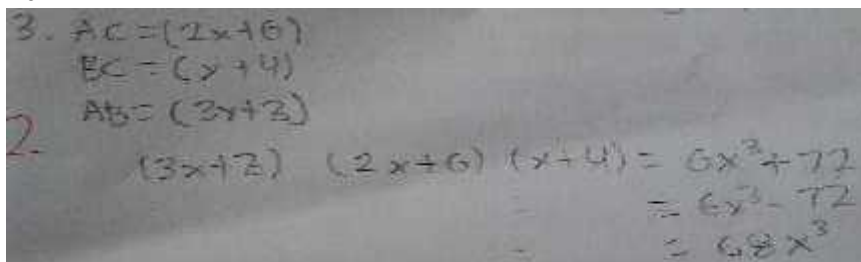 3. AC = (2x+6)
BC = (x+4)
AB = (3x+3)
2
(3x+3) (2x+6) (x+4) = 6x³+72
= 6x³-72
= 68x³